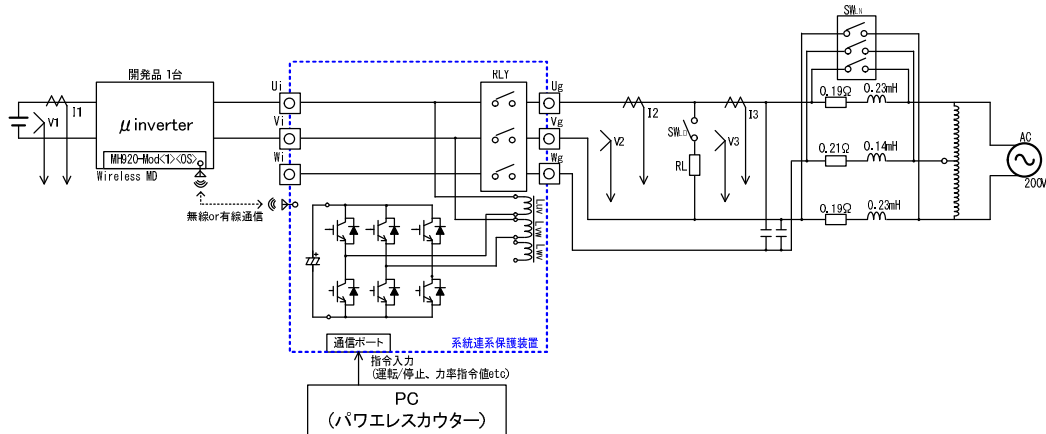 開発品 1台
μinverter
MH920-Mod<1><OS>
Wireless MD
無線or有線通信
V1
I1
Ui
Vi
Wi
RLY
Ug
Vg
Wg
LUV
LVW
LWV
通信ポート
系統連系保護装置
指令入力
(運転/停止、力率指令値etc)
PC
(パワエレスカウター)
V2
I2
SWLD
RL
V3
I3
SWLN
0.19Ω
0.23mH
0.21Ω
0.14mH
0.19Ω
0.23mH
AC
200V